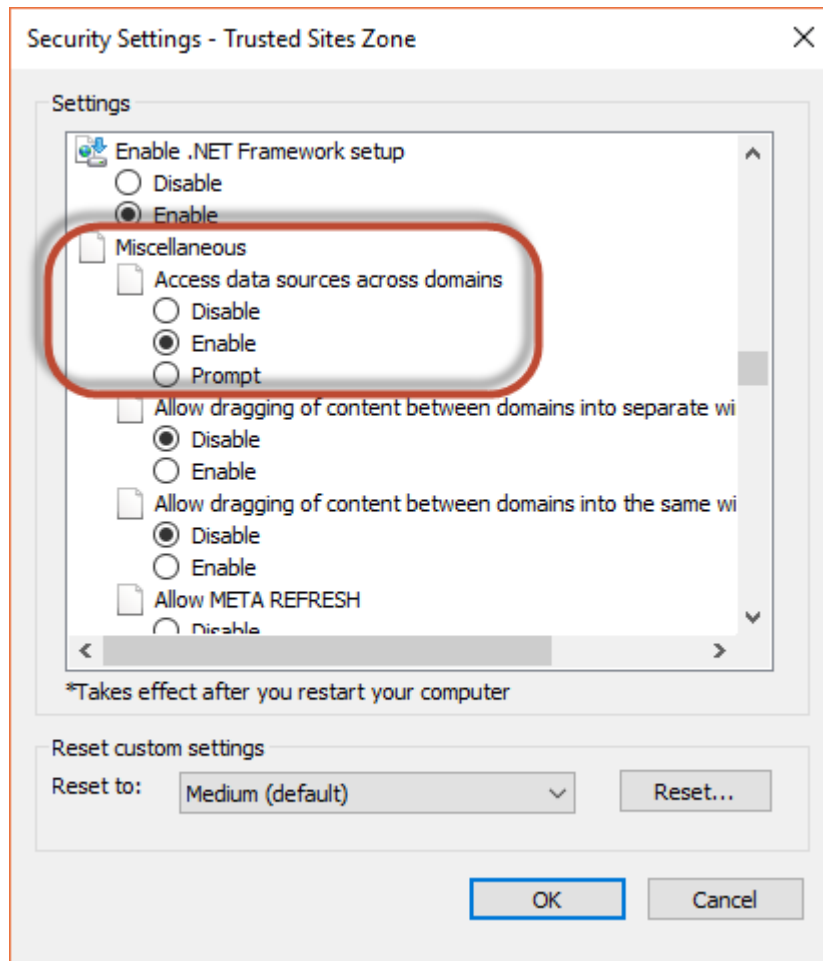 Security Settings - Trusted Sites Zone
Settings
Enable .NET Framework setup
Disable
Enable
Miscellaneous
Access data sources across domains
Disable
Enable
Prompt
Allow dragging of content between domains into separate wi
Disable
Enable
Allow dragging of content between domains into the same wi
Disable
Enable
Allow META REFRESH
Disable
*Takes effect after you restart your computer
Reset custom settings
Reset to:
Medium (default)
Reset...
OK
Cancel